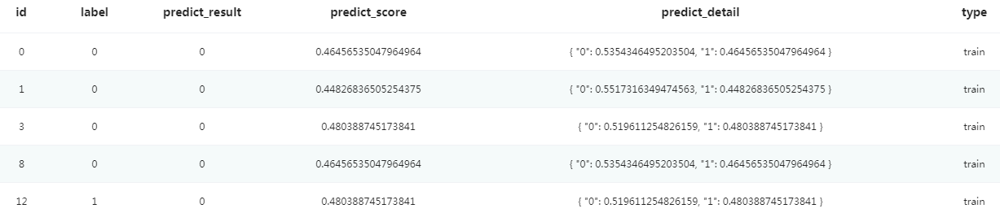 id label predict_result predict_score predict_detail type
0 0 0 0.46456535047964964 { "0": 0.5354346495203504, "1": 0.46456535047964964 } train
1 0 0 0.44826836505254375 { "0": 0.5517316349474563, "1": 0.44826836505254375 } train
3 0 0 0.480388745173841 { "0": 0.519611254826159, "1": 0.480388745173841 } train
8 0 0 0.46456535047964964 { "0": 0.5354346495203504, "1": 0.46456535047964964 } train
12 1 0 0.480388745173841 { "0": 0.519611254826159, "1": 0.480388745173841 } train